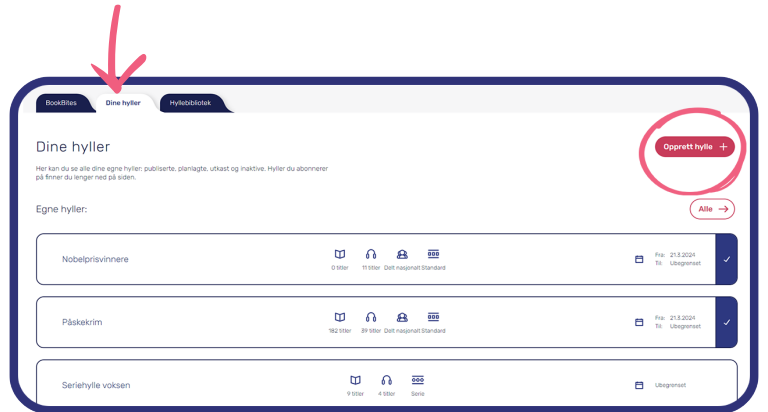 BookBites
Dine hyller
Hyllebibliotek
Dine hyller
Opprett hylle +
Her kan du se alle dine egne hyller: publiserte, planlagte, utkast og inaktive. Hyller du abonnerer
på finner du lenger ned på siden.
Egne hyller:
Alle
Nobelprisvinnere
0 titler
11 titler
Delt nasjonalt
Standard
Fra: 21.3.2024
Til: Ubegrenset
Påskekrim
182 titler
39 titler
Delt nasjonalt
Standard
Fra: 21.3.2024
Til: Ubegrenset
Seriehylle voksen
9 titler
4 titler
Serie
Ubegrenset